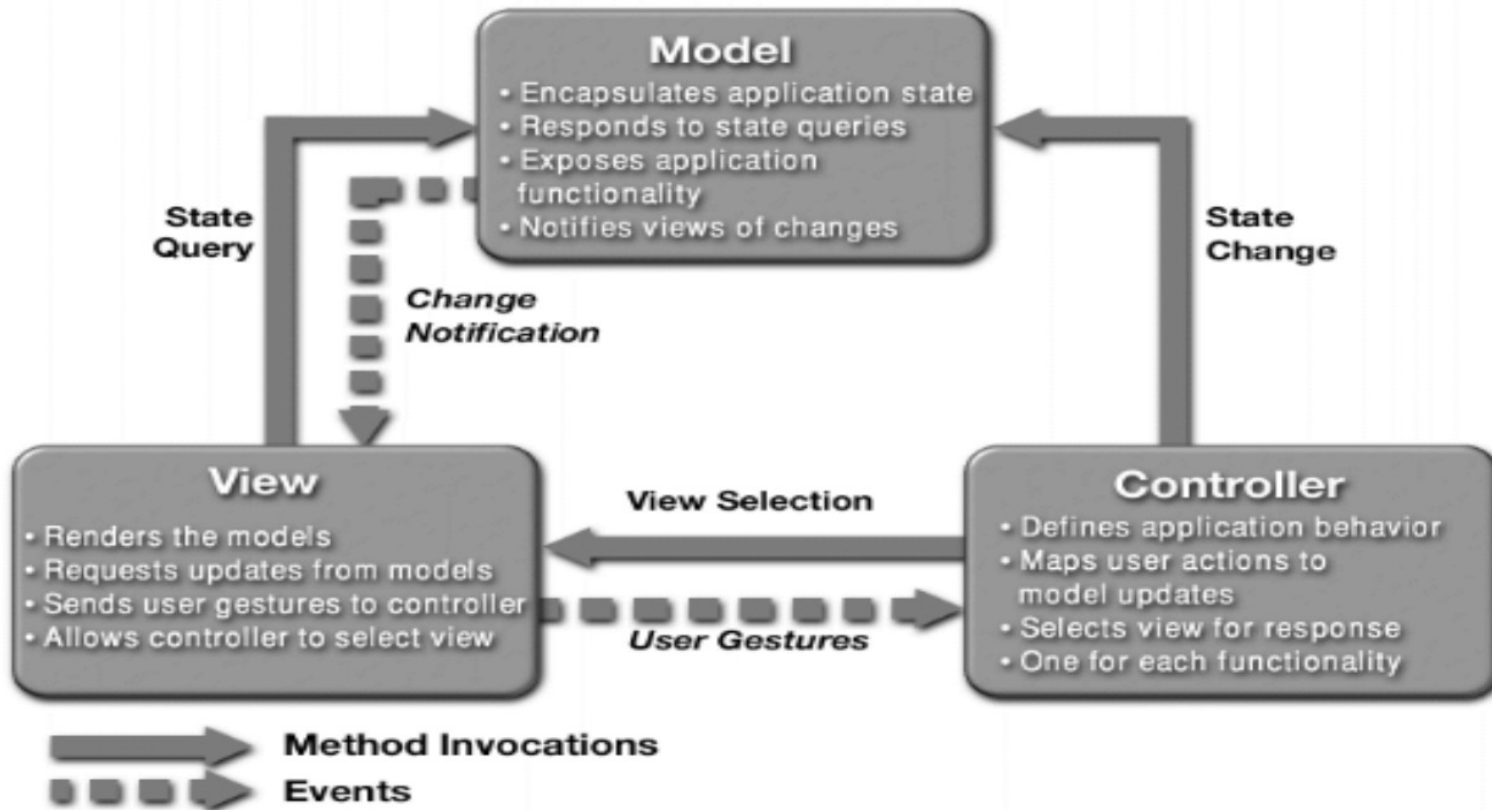 Model
• Encapsulates application state
• Responds to state queries
• Exposes application
functionality
• Notifies views of changes
State
Query
State
Change
Change
Notification
View
• Renders the models
• Requests updates from models
• Sends user gestures to controller
• Allows controller to select view
View Selection
User Gestures
Controller
• Defines application behavior
• Maps user actions to
model updates
• Selects view for response
• One for each functionality
Method Invocations
Events